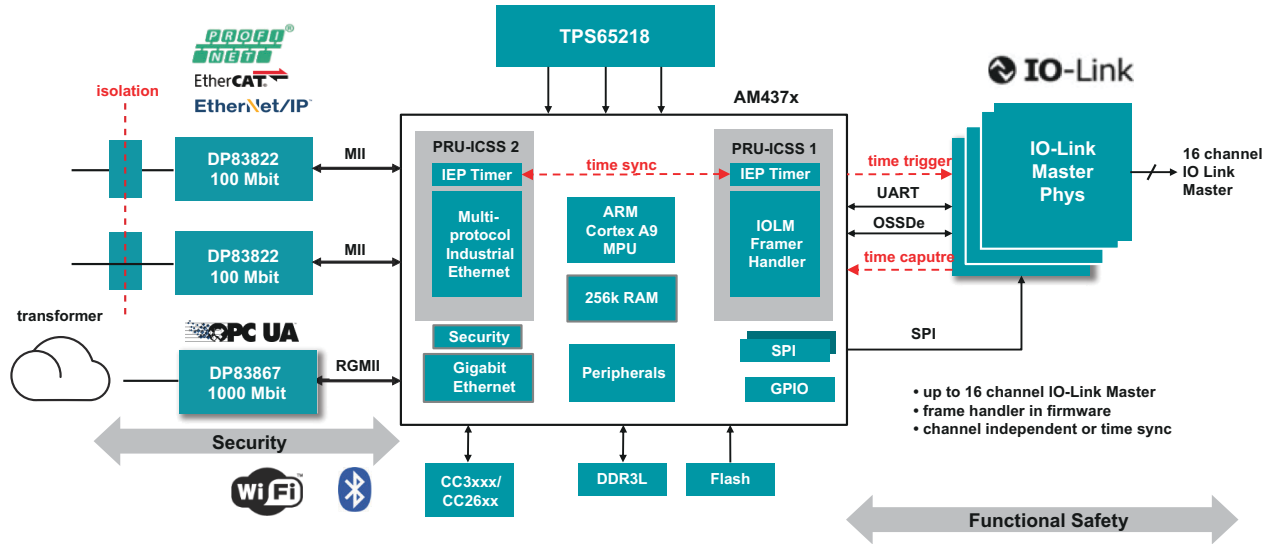 TPS65218
PROFI
NET
®
EtherCAT®
EtherNet/IP™
isolation
IO-Link
AM437x
DP83822
100 Mbit
MII
PRU-ICSS 2
IEP Timer
Multi-
protocol
Industrial
Ethernet
time sync
PRU-ICSS 1
IEP Timer
IOLM
Framer
Handler
ARM
Cortex A9
MPU
256k RAM
time trigger
UART
OSSDe
time caputre
IO-Link
Master
Phys
16 channel
IO Link
Master
DP83822
100 Mbit
MII
transformer
OPC UA
DP83867
1000 Mbit
RGMII
Security
Gigabit
Ethernet
Peripherals
SPI
GPIO
SPI
• up to 16 channel IO-Link Master
• frame handler in firmware
• channel independent or time sync
Security
WiFi™
CC3xxx/
CC26xx
DDR3L
Flash
Functional Safety